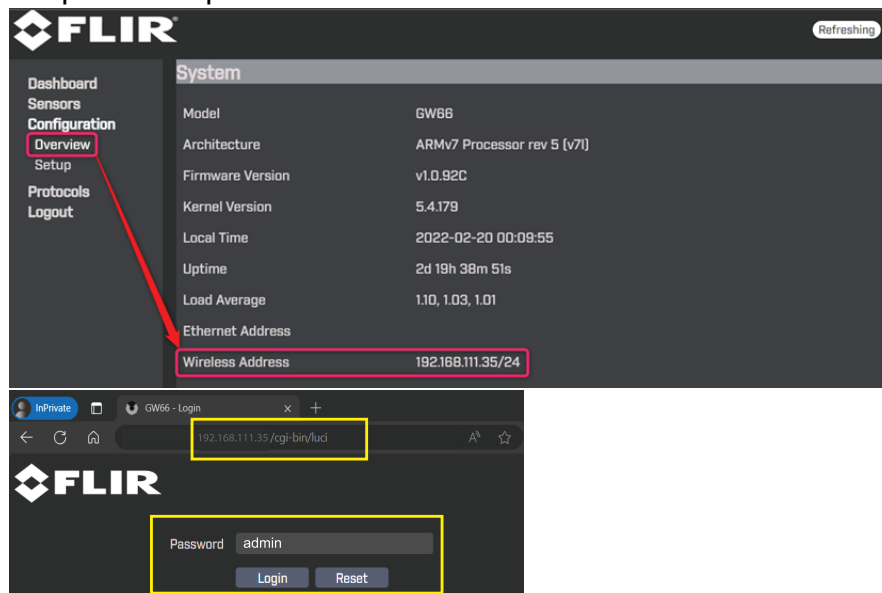 FLIR
Refreshing
Dashboard
Sensors
Configuration
Overview
Setup
Protocols
Logout
System
Model GW66
Architecture ARMv7 Processor rev 5 (v7l)
Firmware Version v1.0.92C
Kernel Version 5.4.179
Local Time 2022-02-20 00:09:55
Uptime 2d 19h 38m 51s
Load Average 1.10, 1.03, 1.01
Ethernet Address
Wireless Address 192.168.111.35/24
InPrivate GW66 - Login
192.168.111.35/cgi-bin/luci
FLIR
Password admin
Login Reset